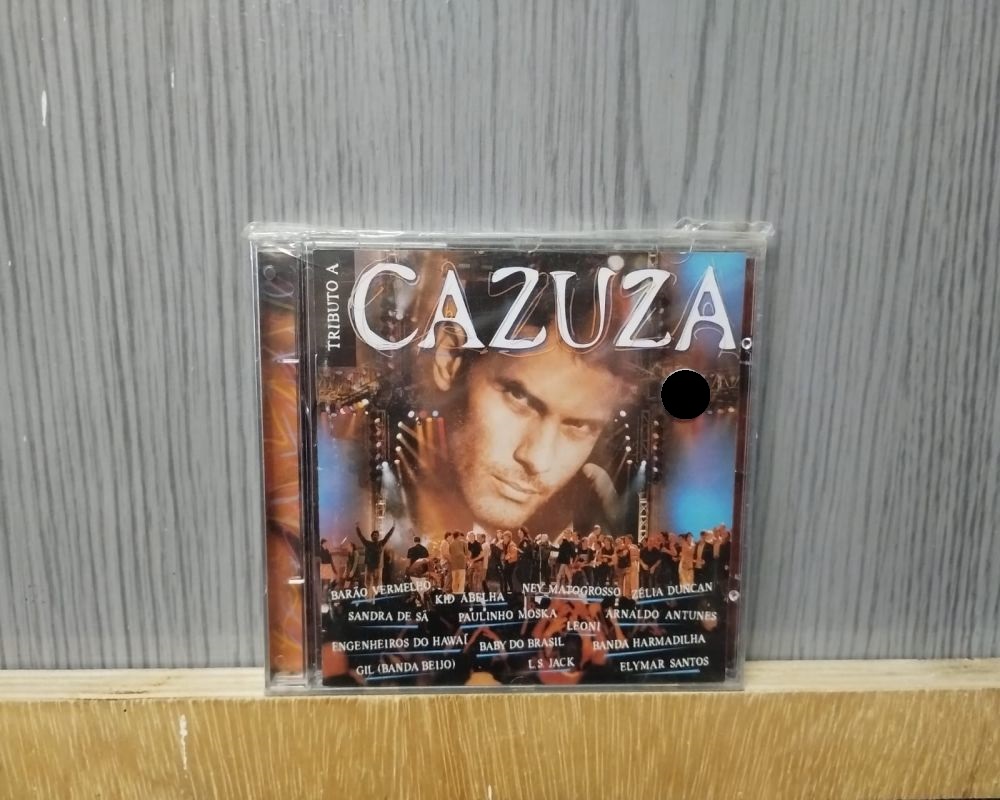 TRIBUTO A
CAZUZA
BARÃO VERMELHO KID ABELHA NEY MATOGROSSO ZÉLIA DUNCAN
SANDRA DE SÁ PAULINHO MOSKA LEONI ARNALDO ANTUNES
ENGENHEIROS DO HAWAÍ BABY DO BRASIL BANDA HARMADILHA
GIL (BANDA BEIJO) L.S. JACK ELYMAR SANTOS